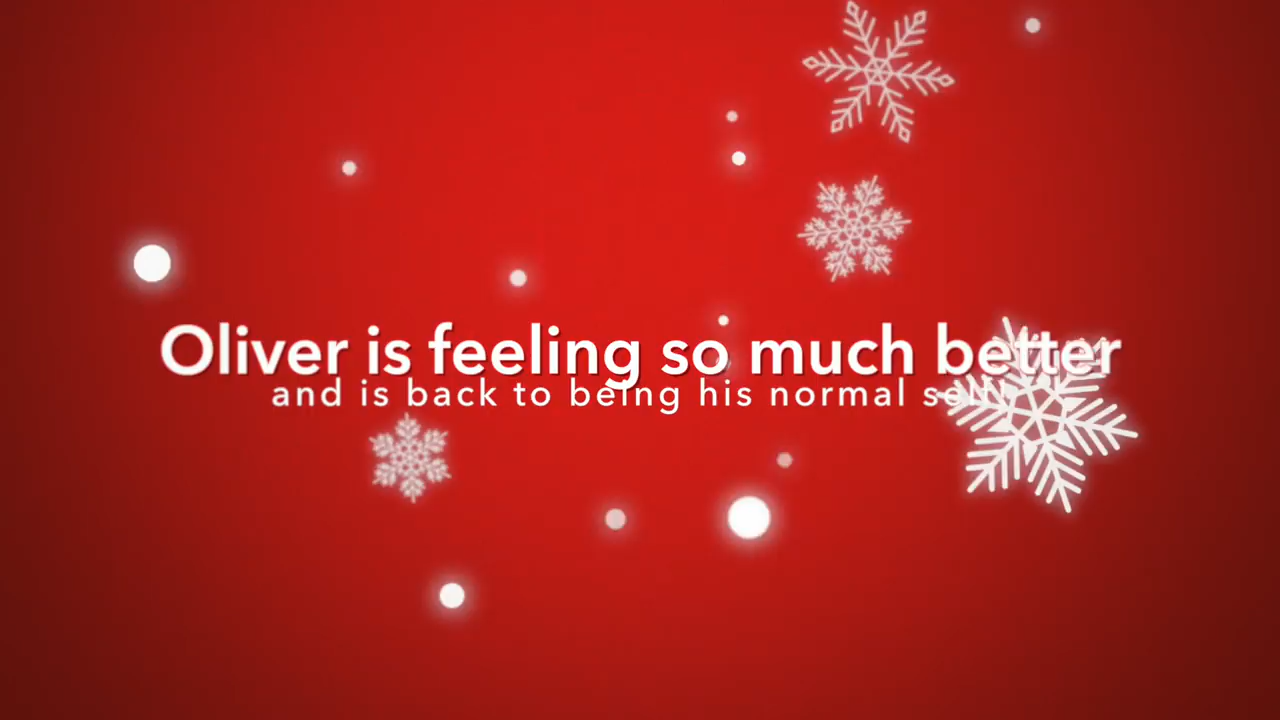 Oliver is feeling so much better
and is back to being his normal self!